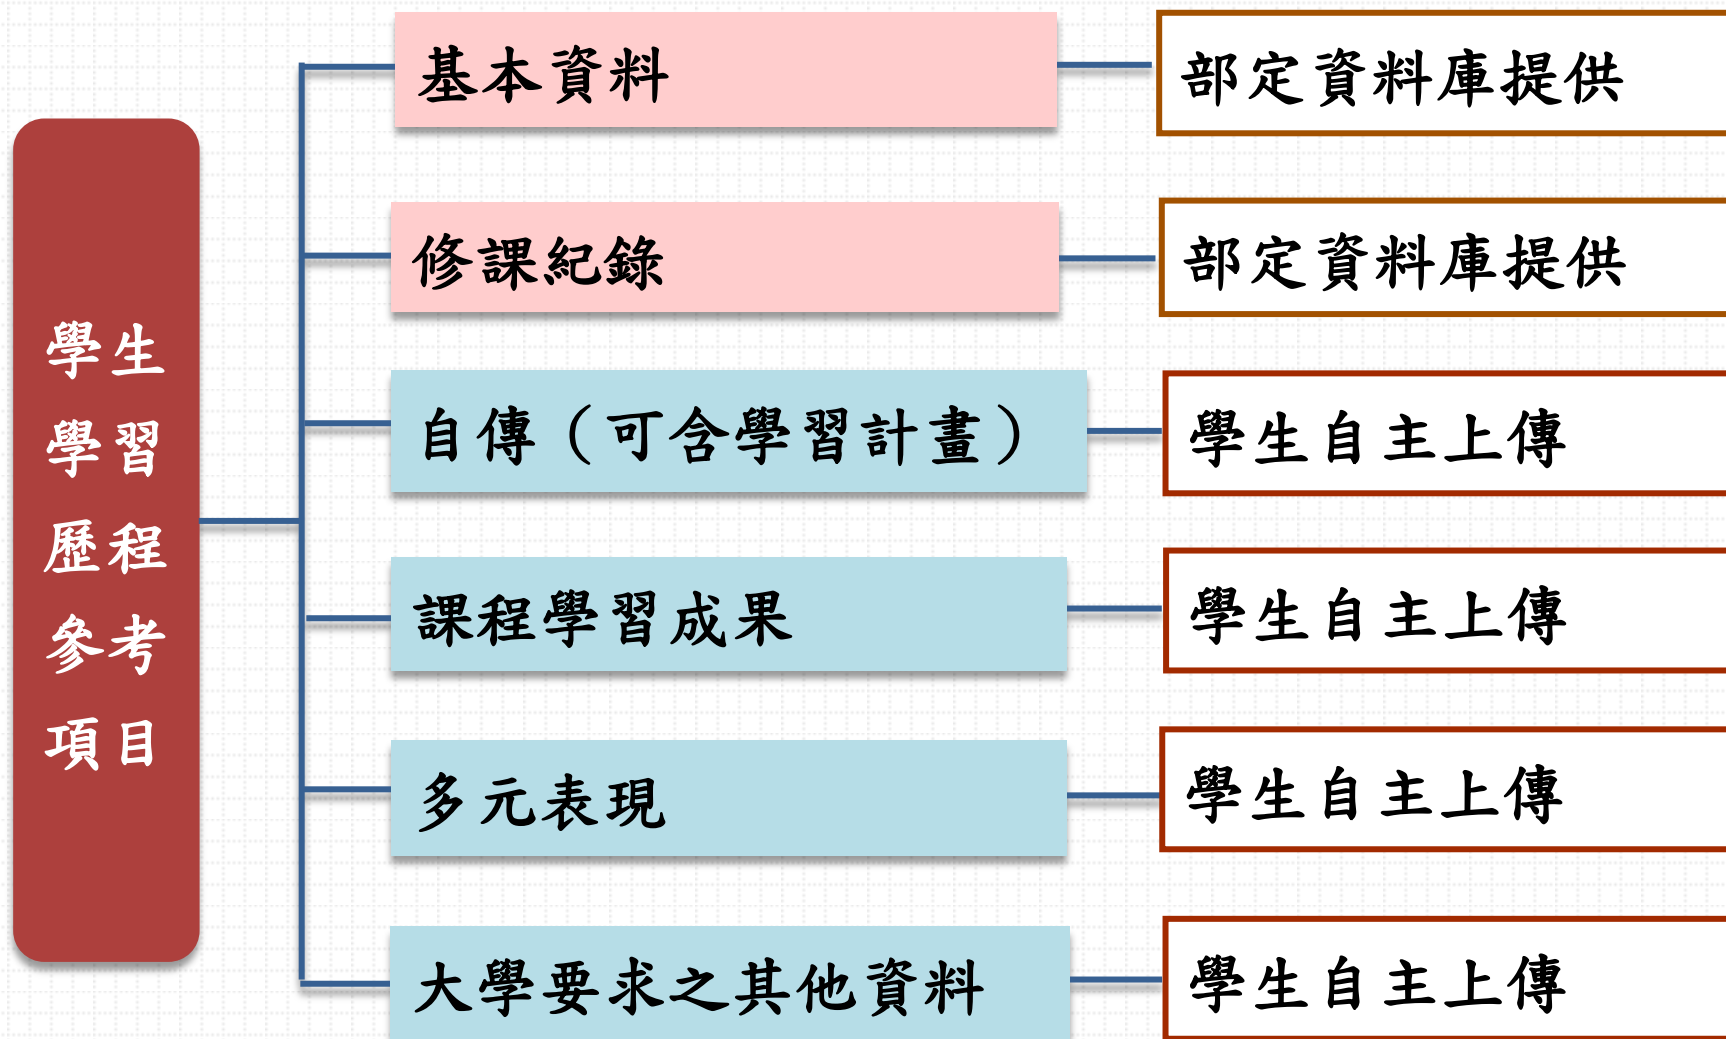 學生
學習
歷程
參考
項目
基本資料
部定資料庫提供
修課紀錄
部定資料庫提供
自傳（可含學習計畫）
學生自主上傳
課程學習成果
學生自主上傳
多元表現
學生自主上傳
大學要求之其他資料
學生自主上傳